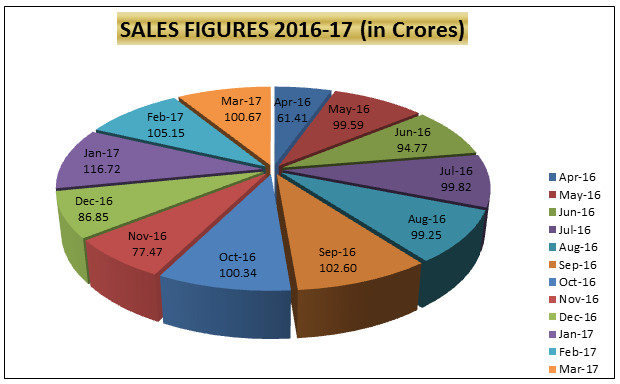 SALES FIGURES 2016-17 (in Crores)
Apr-16
61.41
May-16
99.59
Jun-16
94.77
Jul-16
99.82
Aug-16
99.25
Sep-16
102.60
Oct-16
100.34
Nov-16
77.47
Dec-16
86.85
Jan-17
116.72
Feb-17
105.15
Mar-17
100.67
Apr-16
May-16
Jun-16
Jul-16
Aug-16
Sep-16
Oct-16
Nov-16
Dec-16
Jan-17
Feb-17
Mar-17